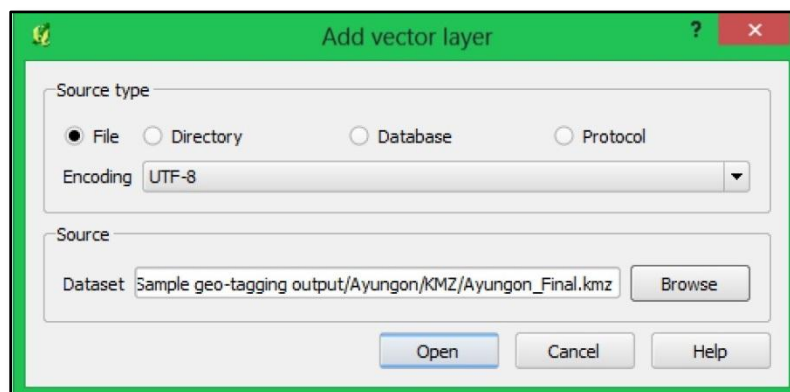 Add vector layer ? ×
Source type
File Directory Database Protocol
Encoding UTF-8
Source
Dataset Sample geo-tagging output/Ayungon/KMZ/Ayungon_Final.kmz Browse
Open Cancel Help